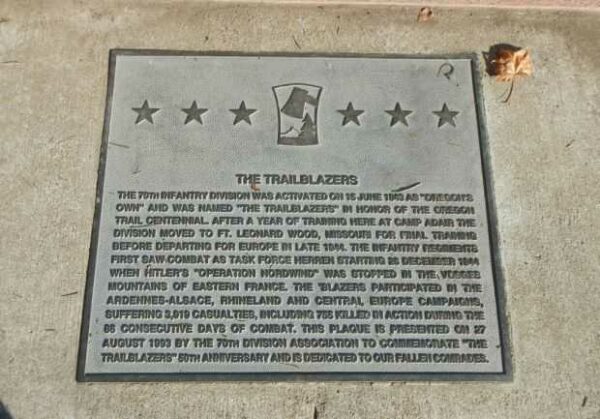 THE TRAILBLAZERS
THE 70TH INFANTRY DIVISION WAS ACTIVATED ON 15 JUNE 1943 AS "OREGON'S
OWN" AND WAS NAMED "THE TRAILBLAZERS" IN HONOR OF THE OREGON
TRAIL CENTENNIAL. AFTER A YEAR OF TRAINING HERE AT CAMP ADAIR THE
DIVISION MOVED TO FT. LEONARD WOOD, MISSOURI FOR FINAL TRAINING
BEFORE DEPARTING FOR EUROPE IN LATE 1944. THE INFANTRY REGIMENTS
FIRST SAW COMBAT AS TASK FORCE HERREN STARTING 28 DECEMBER 1944
WHEN HITLER'S "OPERATION NORDWIND" WAS STOPPED IN THE VOSGES
MOUNTAINS OF EASTERN FRANCE. THE 'BLAZERS PARTICIPATED IN THE
ARDENNES-ALSACE, RHINELAND AND CENTRAL EUROPE CAMPAIGNS,
SUFFERING 3,919 CASUALTIES, INCLUDING 755 KILLED IN ACTION DURING THE
86 CONSECUTIVE DAYS OF COMBAT. THIS PLAQUE IS PRESENTED ON 27
AUGUST 1993 BY THE 70TH DIVISION ASSOCIATION TO COMMEMORATE "THE
TRAILBLAZERS" 50TH ANNIVERSARY AND IS DEDICATED TO OUR FALLEN COMRADES.